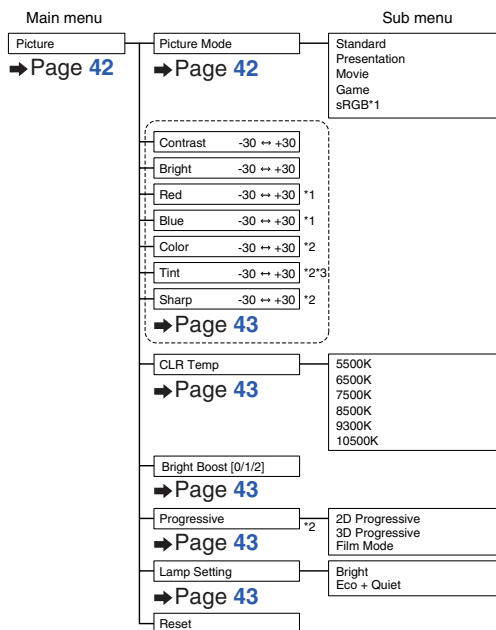 Main menu Sub menu
Picture
➡Page 42
Picture Mode
➡Page 42
Standard
Presentation
Movie
Game
sRGB*1
Contrast -30 ↔ +30
Bright -30 ↔ +30
Red -30 ↔ +30 *1
Blue -30 ↔ +30 *1
Color -30 ↔ +30 *2
Tint -30 ↔ +30 *2*3
Sharp -30 ↔ +30 *2
➡Page 43
CLR Temp
➡Page 43
5500K
6500K
7500K
8500K
9300K
10500K
Bright Boost [0/1/2]
➡Page 43
Progressive *2
➡Page 43
2D Progressive
3D Progressive
Film Mode
Lamp Setting
➡Page 43
Bright
Eco + Quiet
Reset